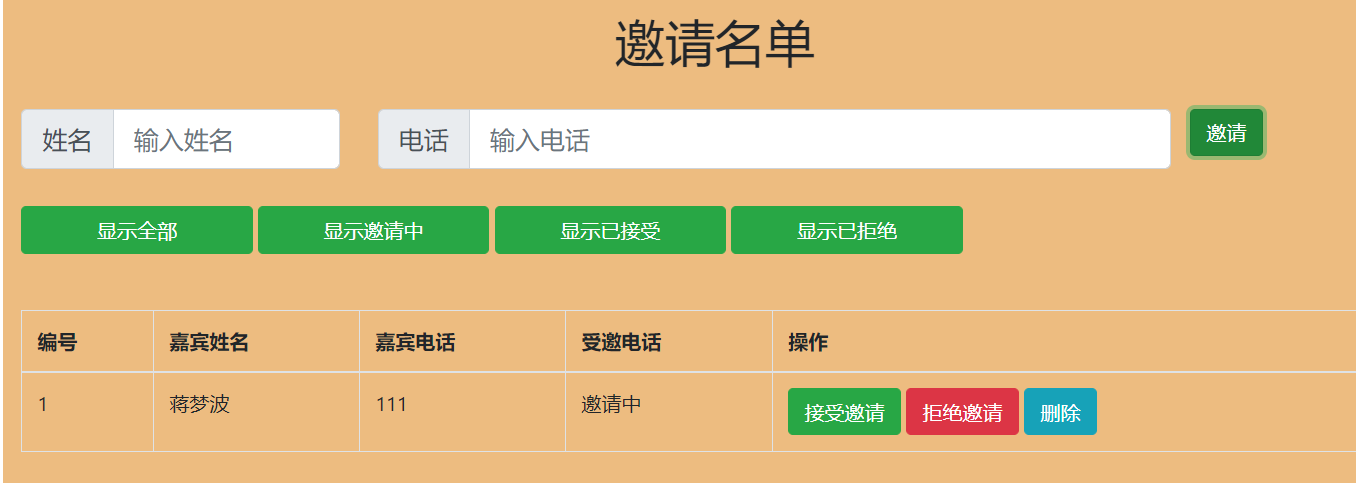 邀请名单
姓名 输入姓名 电话 输入电话 邀请
显示全部 显示邀请中 显示已接受 显示已拒绝
编号 嘉宾姓名 嘉宾电话 受邀电话 操作
1 蒋梦波 111 邀请中 接受邀请 拒绝邀请 删除